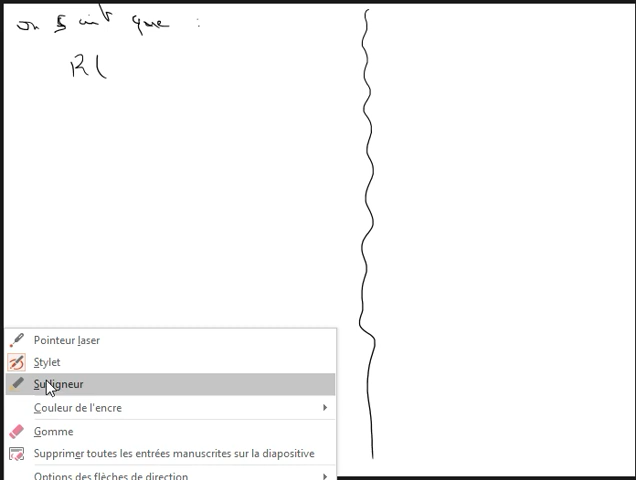 on sait que :
R(
Pointeur laser
Stylet
Surligneur
Couleur de l'encre
Gomme
Supprimer toutes les entrées manuscrites sur la diapositive
Options des flèches de direction